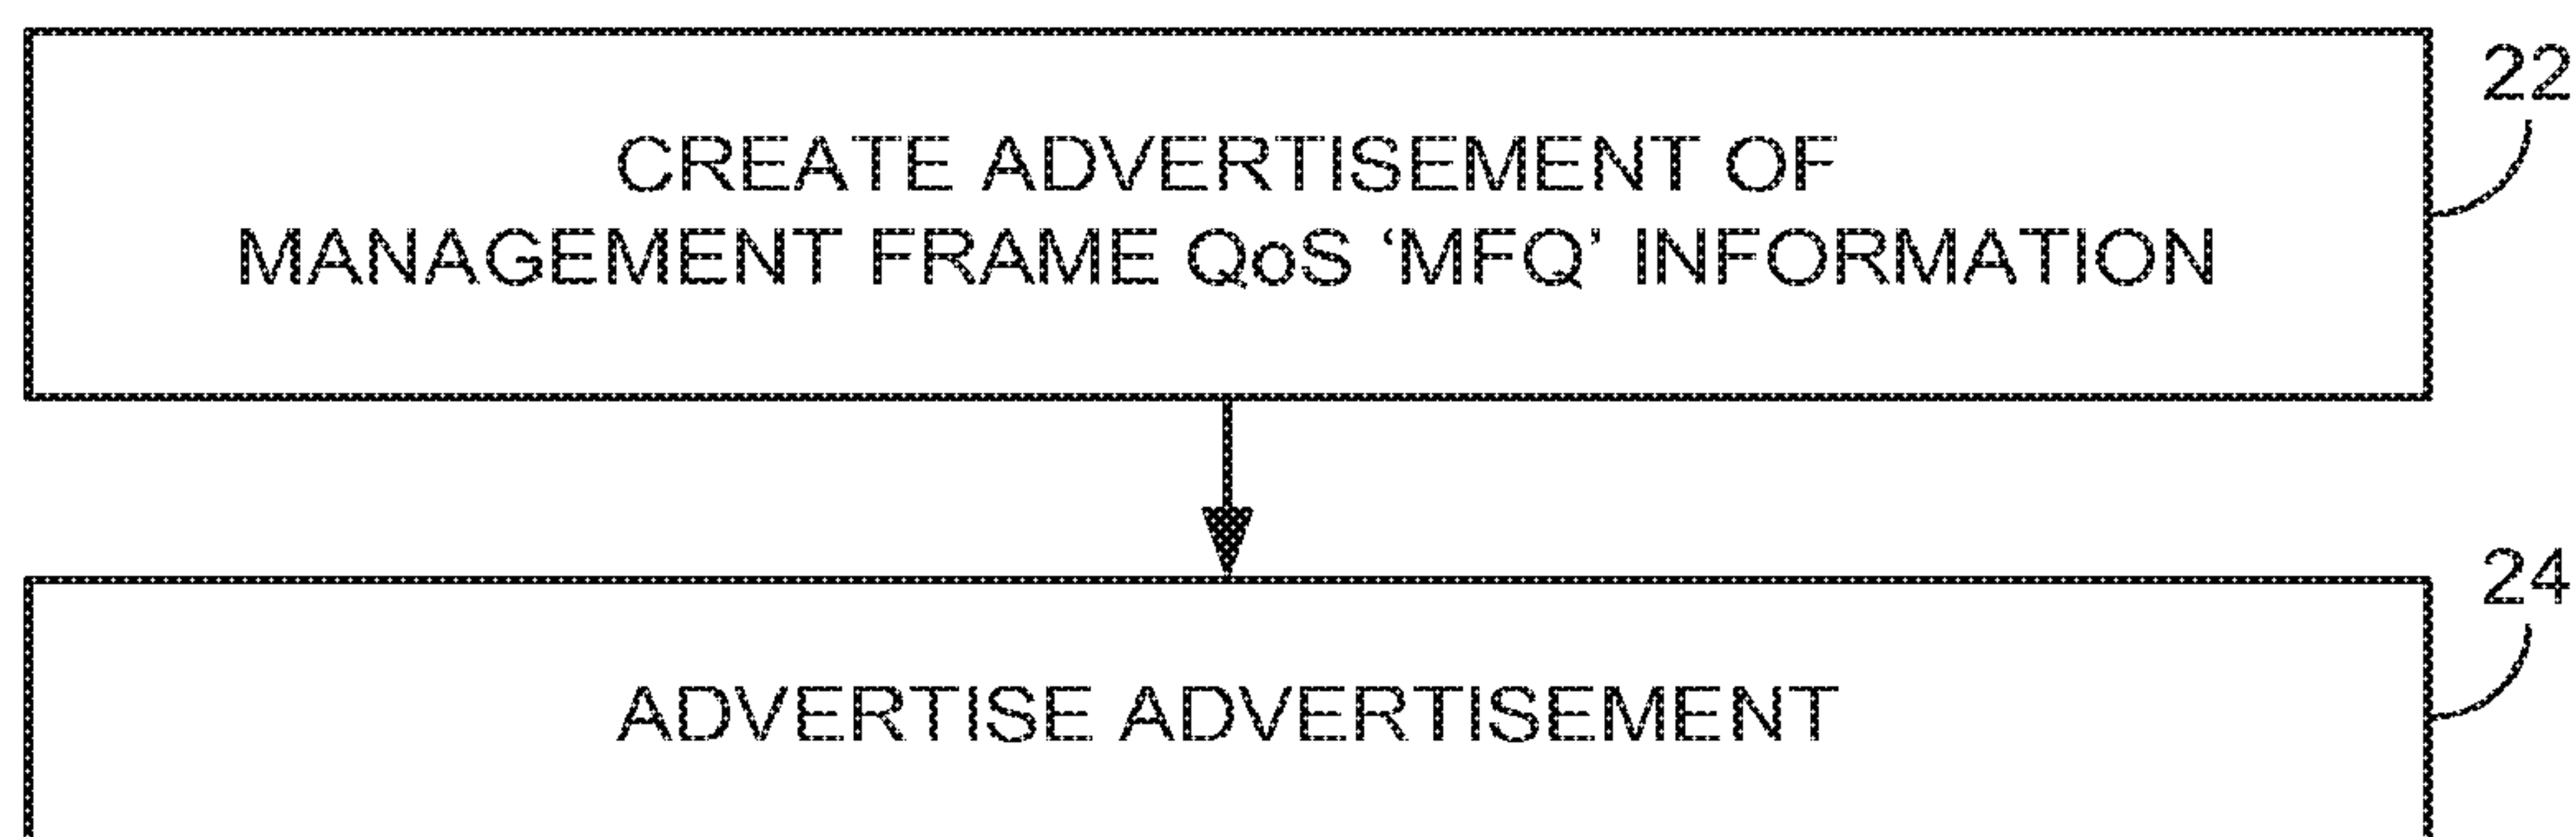 22
CREATE ADVERTISEMENT OF
MANAGEMENT FRAME QoS ‘MFQ’ INFORMATION
24
ADVERTISE ADVERTISEMENT